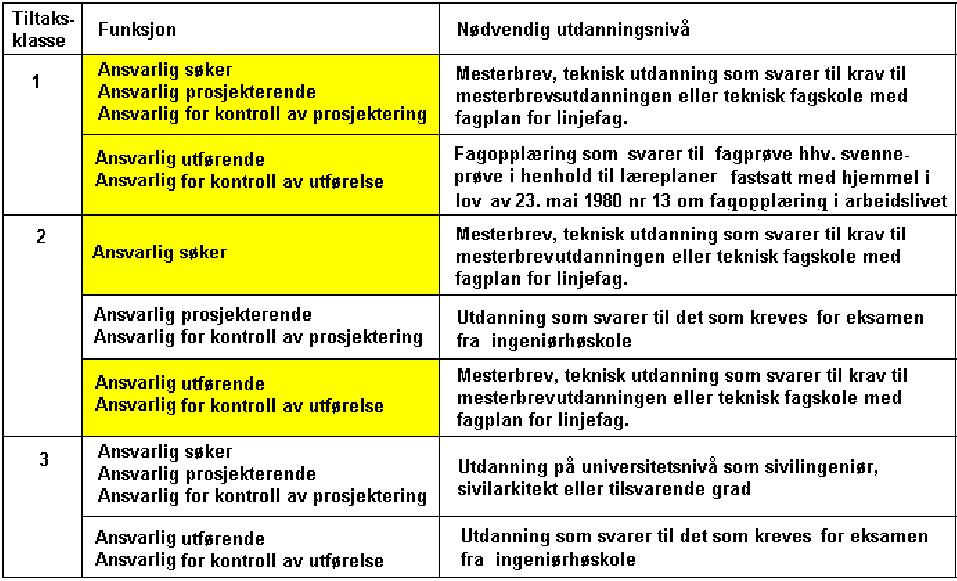 Tiltaks-
klasse
Funksjon
Nødvendig utdanningsnivå
1
Ansvarlig søker
Ansvarlig prosjekterende
Ansvarlig for kontroll av prosjektering
Mesterbrev, teknisk utdanning som svarer til krav til
mesterbrevsutdanningen eller teknisk fagskole med
fagplan for linjefag.
Ansvarlig utførende
Ansvarlig for kontroll av utførelse
Fagopplæring som svarer til fagprøve hhv. svenne-
prøve i henhold til læreplaner fastsatt med hjemmel i
lov av 23. mai 1980 nr 13 om fagopplæring i arbeidslivet
2
Ansvarlig søker
Mesterbrev, teknisk utdanning som svarer til krav til
mesterbrevutdanningen eller teknisk fagskole med
fagplan for linjefag.
Ansvarlig prosjekterende
Ansvarlig for kontroll av prosjektering
Utdanning som svarer til det som kreves for eksamen
fra ingeniørhøskole
Ansvarlig utførende
Ansvarlig for kontroll av utførelse
Mesterbrev, teknisk utdanning som svarer til krav til
mesterbrevutdanningen eller teknisk fagskole med
fagplan for linjefag.
3
Ansvarlig søker
Ansvarlig prosjekterende
Ansvarlig for kontroll av prosjektering
Utdanning på universitetsnivå som sivilingeniør,
sivilarkitekt eller tilsvarende grad
Ansvarlig utførende
Ansvarlig for kontroll av utførelse
Utdanning som svarer til det som kreves for eksamen
fra ingeniørhøskole